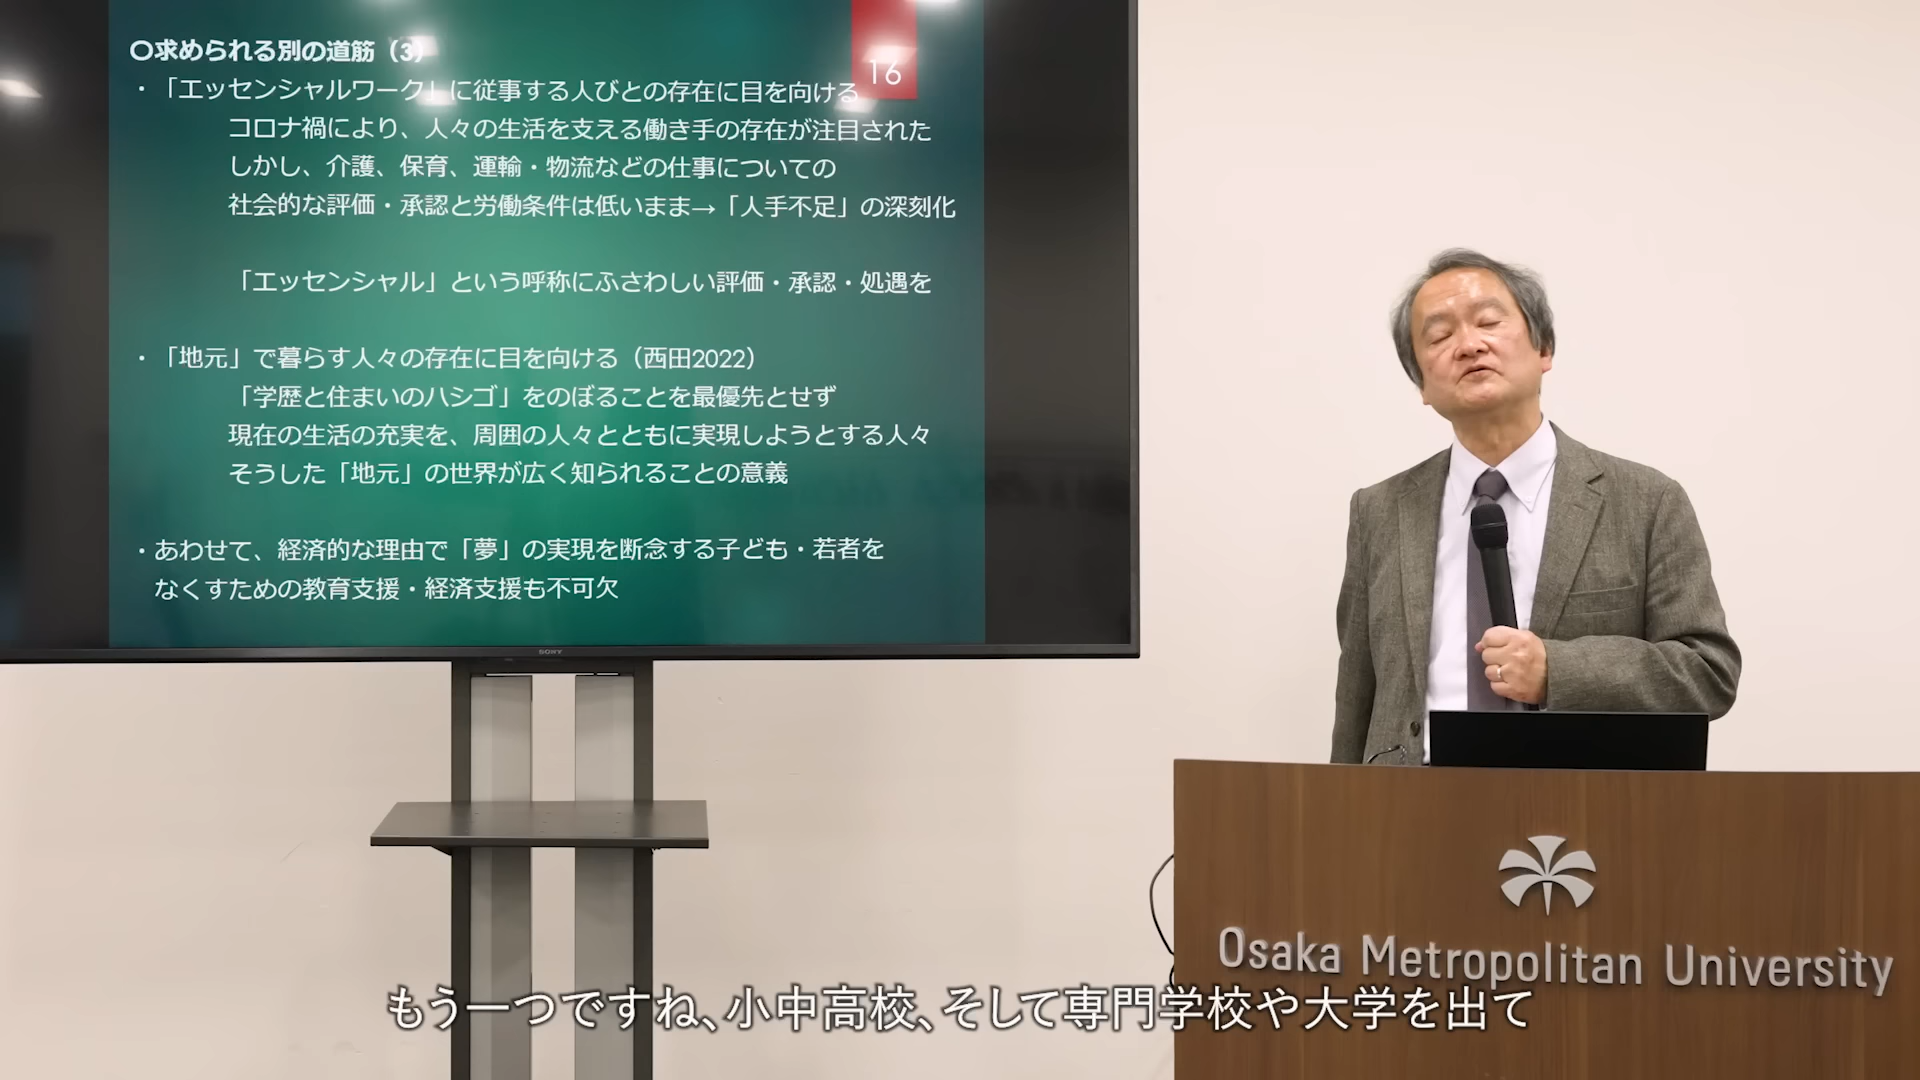 〇求められる別の道筋（3）
16
・「エッセンシャルワーク」に従事する人びとの存在に目を向ける
コロナ禍により、人々の生活を支える働き手の存在が注目された
しかし、介護、保育、運輸・物流などの仕事についての
社会的な評価・承認と労働条件は低いまま→「人手不足」の深刻化
「エッセンシャル」という呼称にふさわしい評価・承認・処遇を
・「地元」で暮らす人々の存在に目を向ける（西田2022）
「学歴と住まいのハシゴ」をのぼることを最優先とせず
現在の生活の充実を、周囲の人々とともに実現しようとする人々
そうした「地元」の世界が広く知られることの意義
・あわせて、経済的な理由で「夢」の実現を断念する子ども・若者を
なくすための教育支援・経済支援も不可欠
SONY
Osaka Metropolitan University
もう一つですね、小中高校、そして専門学校や大学を出て